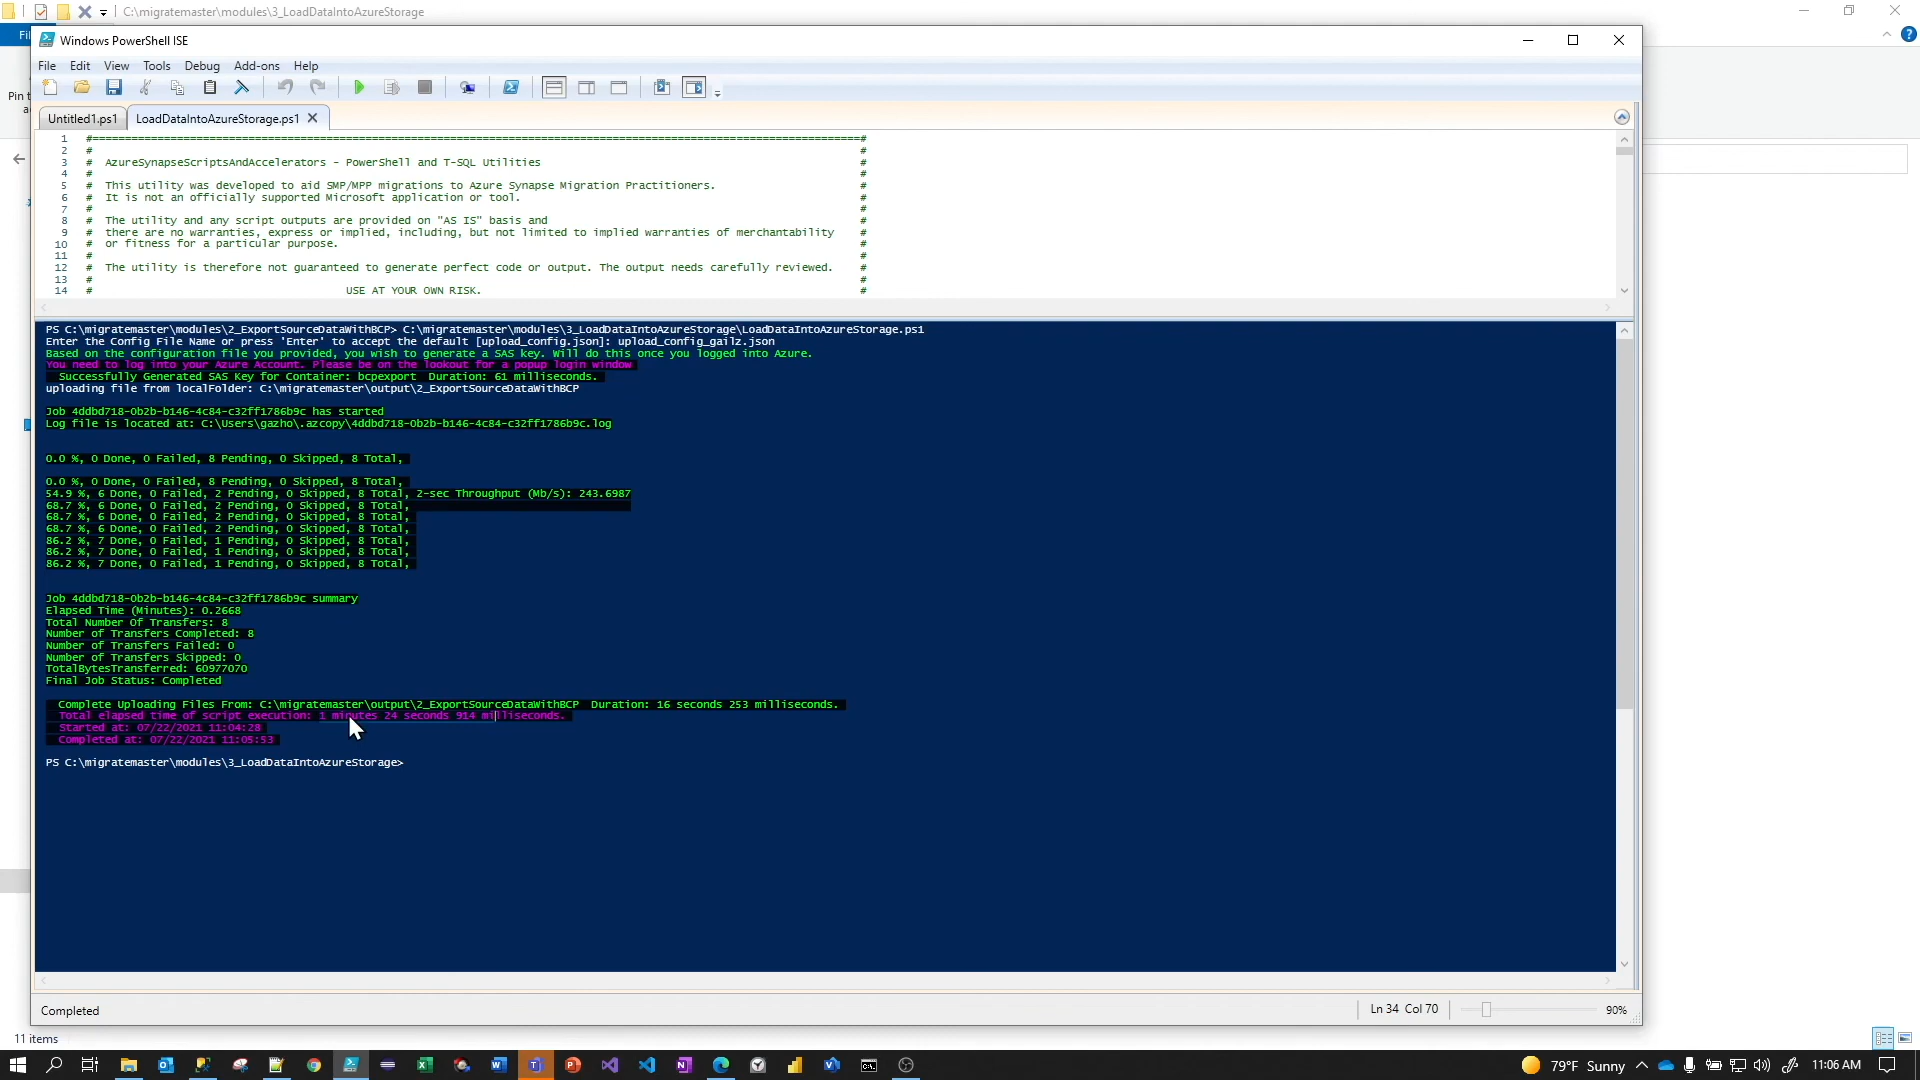 C:\migratemaster\modules\3_LoadDataIntoAzureStorage
Windows PowerShell ISE
File Edit View Tools Debug Add-ons Help
Untitled1.ps1 LoadDataIntoAzureStorage.ps1
1 #==============================================================================================#
2 # #
3 # AzureSynapseScriptsAndAccelerators - PowerShell and T-SQL Utilities #
4 # #
5 # This utility was developed to aid SMP/MPP migrations to Azure Synapse Migration Practitioners. #
6 # It is not an officially supported Microsoft application or tool. #
7 # #
8 # The utility and any script outputs are provided on "AS IS" basis and #
9 # there are no warranties, express or implied, including, but not limited to implied warranties of merchantability #
10 # or fitness for a particular purpose. #
11 # #
12 # The utility is therefore not guaranteed to generate perfect code or output. The output needs carefully reviewed. #
13 # #
14 # USE AT YOUR OWN RISK. #
PS C:\migratemaster\modules\2_ExportSourceDataWithBCP> C:\migratemaster\modules\3_LoadDataIntoAzureStorage\LoadDataIntoAzureStorage.ps1
Enter the Config File Name or press 'Enter' to accept the default [upload_config.json]: upload_config_gailz.json
Based on the configuration file you provided, you wish to generate a SAS key. Will do this once you logged into Azure.
You need to log into your Azure Account. Please be on the lookout for a popup login window
Successfully Generated SAS Key for Container: bcpexport Duration: 61 milliseconds.
uploading file from localFolder: C:\migratemaster\output\2_ExportSourceDataWithBCP
Job 4ddbd718-0b2b-b146-4c84-c32ff1786b9c has started
Log file is located at: C:\Users\gazho\.azcopy\4ddbd718-0b2b-b146-4c84-c32ff1786b9c.log
0.0 %, 0 Done, 0 Failed, 8 Pending, 0 Skipped, 8 Total,
0.0 %, 0 Done, 0 Failed, 8 Pending, 0 Skipped, 8 Total,
54.9 %, 6 Done, 0 Failed, 2 Pending, 0 Skipped, 8 Total, 2-sec Throughput (Mb/s): 243.6987
68.7 %, 6 Done, 0 Failed, 2 Pending, 0 Skipped, 8 Total,
68.7 %, 6 Done, 0 Failed, 2 Pending, 0 Skipped, 8 Total,
68.7 %, 6 Done, 0 Failed, 2 Pending, 0 Skipped, 8 Total,
86.2 %, 7 Done, 0 Failed, 1 Pending, 0 Skipped, 8 Total,
86.2 %, 7 Done, 0 Failed, 1 Pending, 0 Skipped, 8 Total,
86.2 %, 7 Done, 0 Failed, 1 Pending, 0 Skipped, 8 Total,
Job 4ddbd718-0b2b-b146-4c84-c32ff1786b9c summary
Elapsed Time (Minutes): 0.2668
Total Number Of Transfers: 8
Number of Transfers Completed: 8
Number of Transfers Failed: 0
Number of Transfers Skipped: 0
TotalBytesTransferred: 60977070
Final Job Status: Completed
Complete Uploading Files From: C:\migratemaster\output\2_ExportSourceDataWithBCP Duration: 16 seconds 253 milliseconds.
Total elapsed time of script execution: 1 minutes 24 seconds 914 milliseconds.
Started at: 07/22/2021 11:04:28
Completed at: 07/22/2021 11:05:53
PS C:\migratemaster\modules\3_LoadDataIntoAzureStorage>
Completed
Ln 34 Col 70
90%
11 items
79°F Sunny
11:06 AM